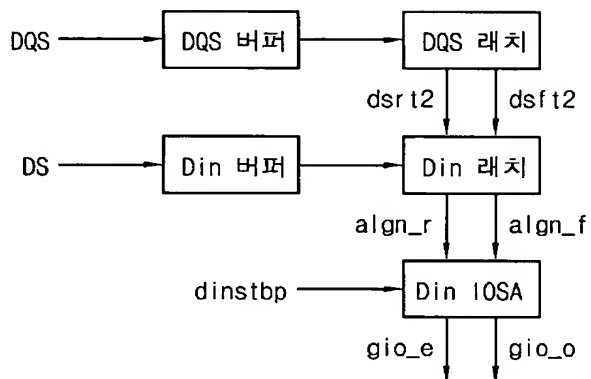 DQS
DQS 버퍼
DQS 래치
dsrt2
dsft2
DS
Din 버퍼
Din 래치
algn_r
algn_f
dinstbp
Din IOSA
gio_e
gio_o